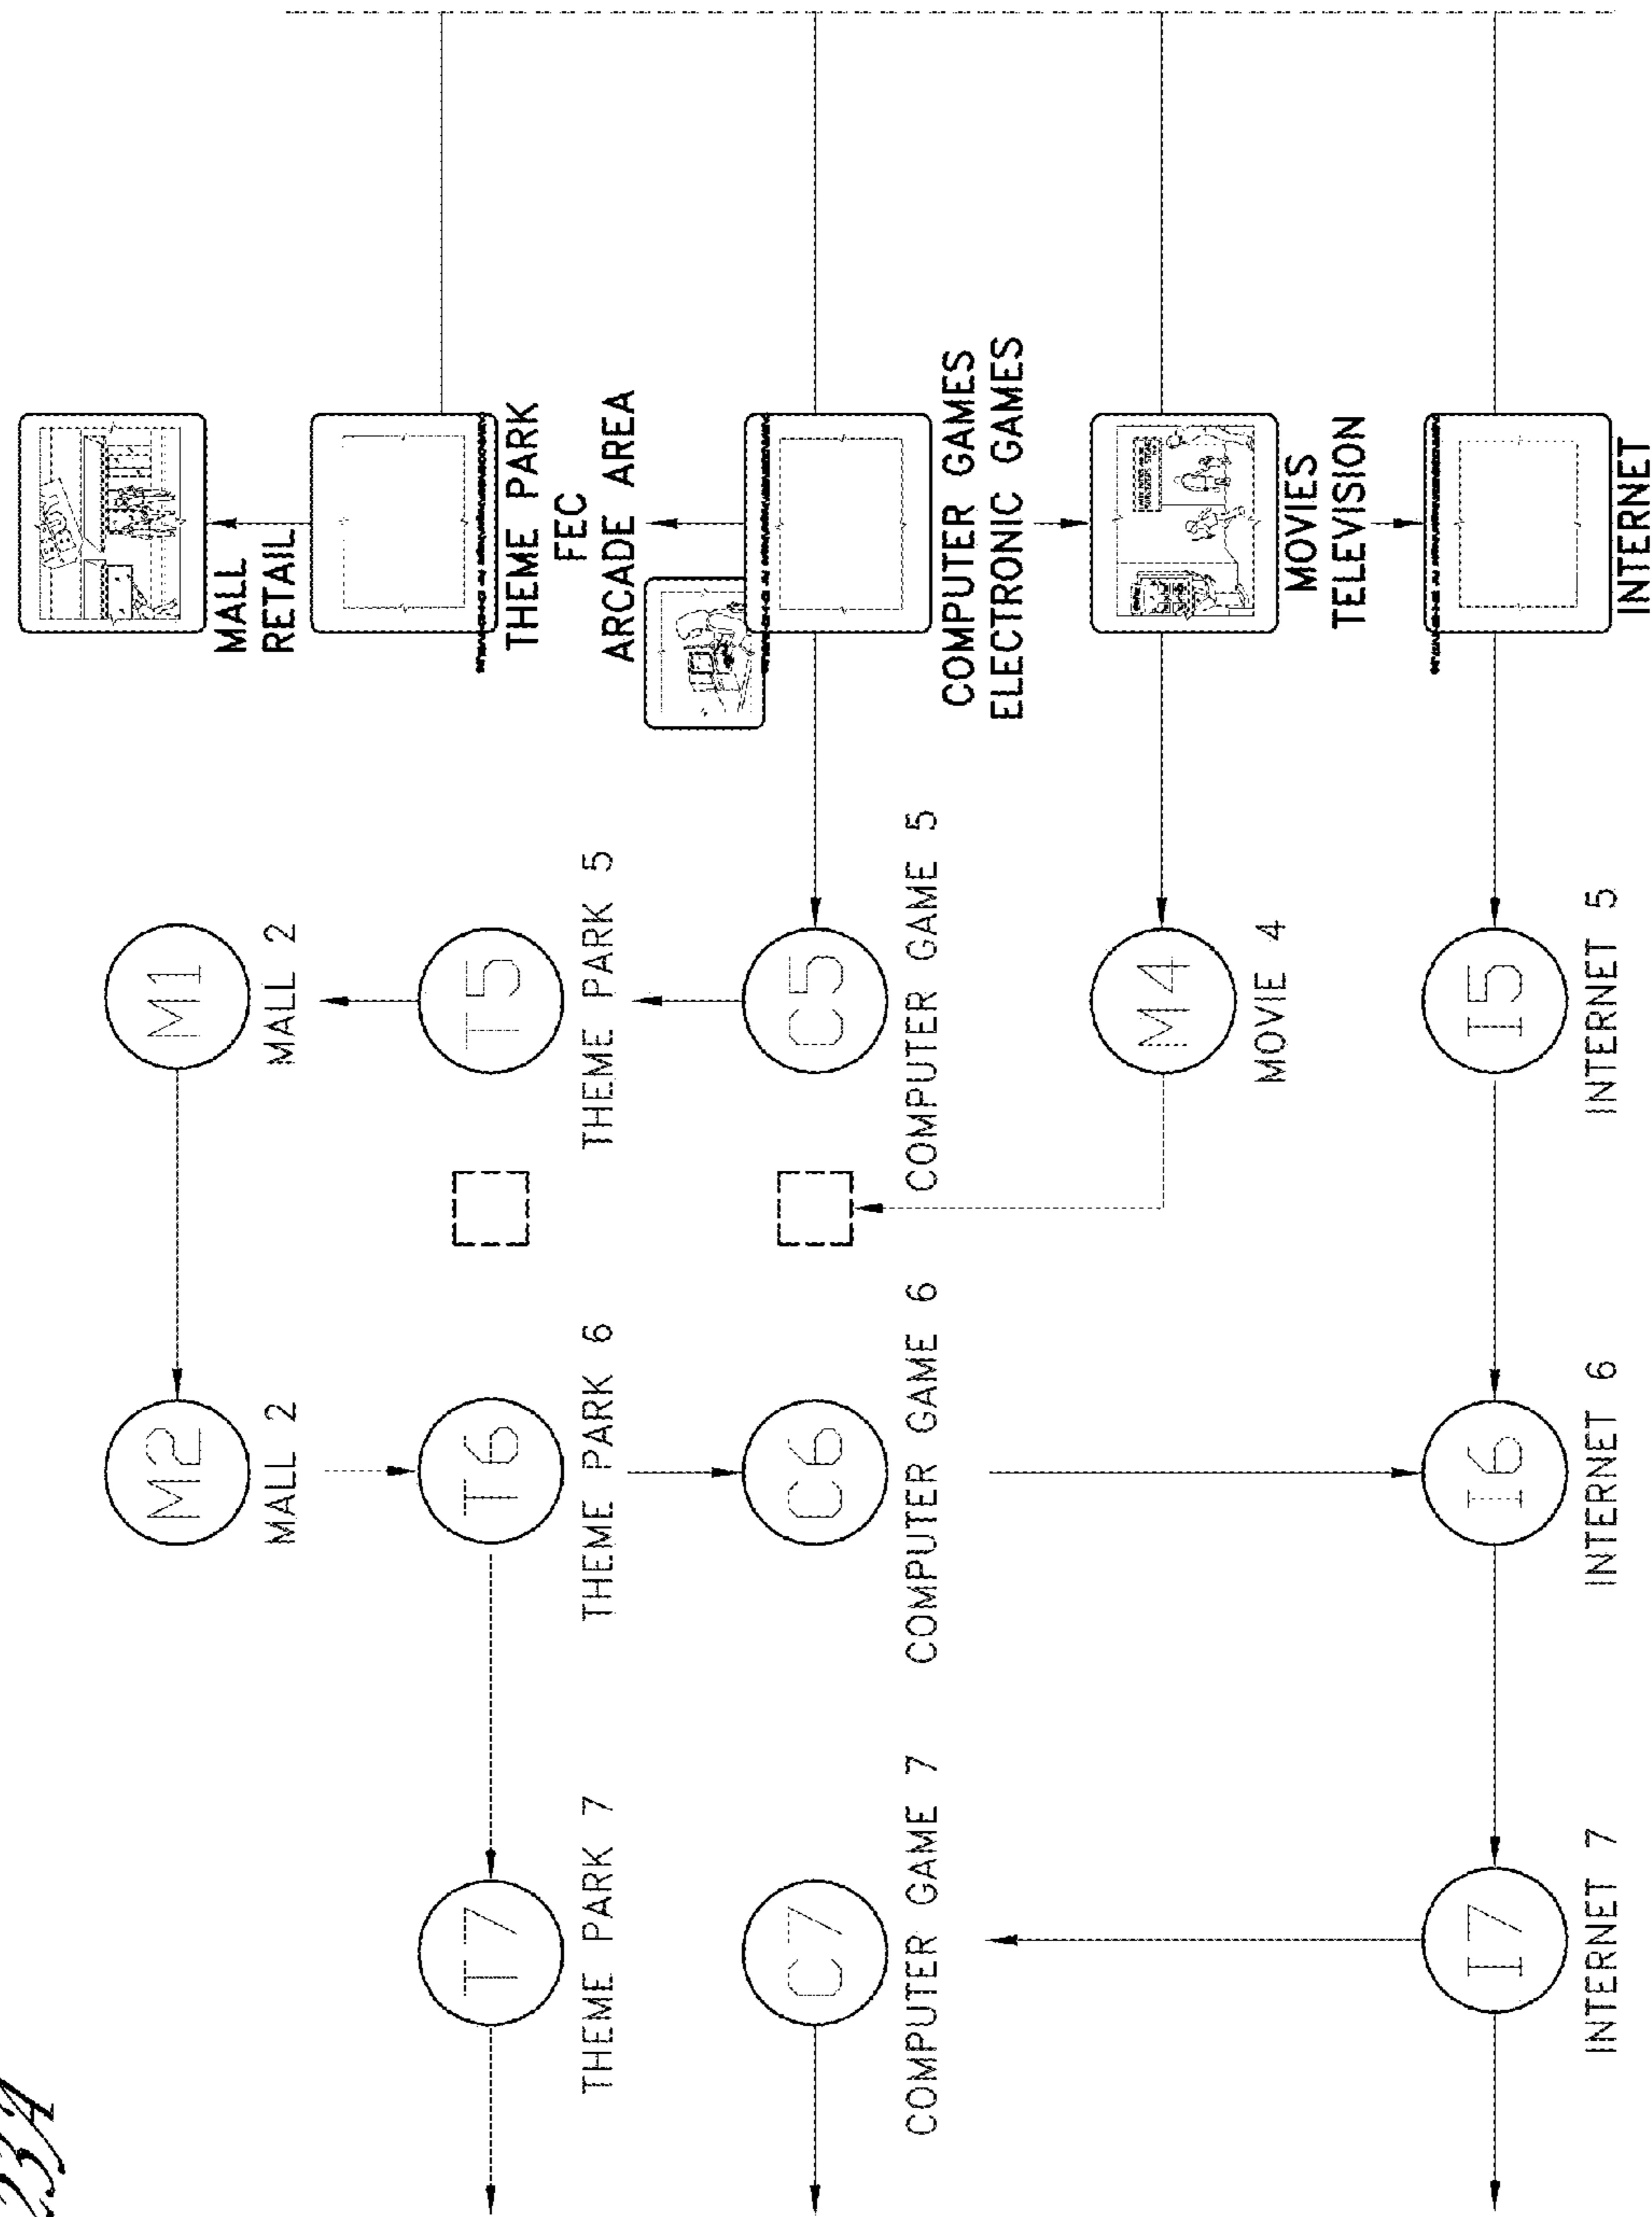 23A
MALL
RETAIL
THEME PARK
FEC
ARCADE AREA
COMPUTER GAMES
ELECTRONIC GAMES
MOVIES
TELEVISION
INTERNET
M1
MALL 2
T5
THEME PARK 5
C5
COMPUTER GAME 5
M4
MOVIE 4
I5
INTERNET 5
M2
MALL 2
T6
THEME PARK 6
C6
COMPUTER GAME 6
I6
INTERNET 6
T7
THEME PARK 7
C7
COMPUTER GAME 7
I7
INTERNET 7